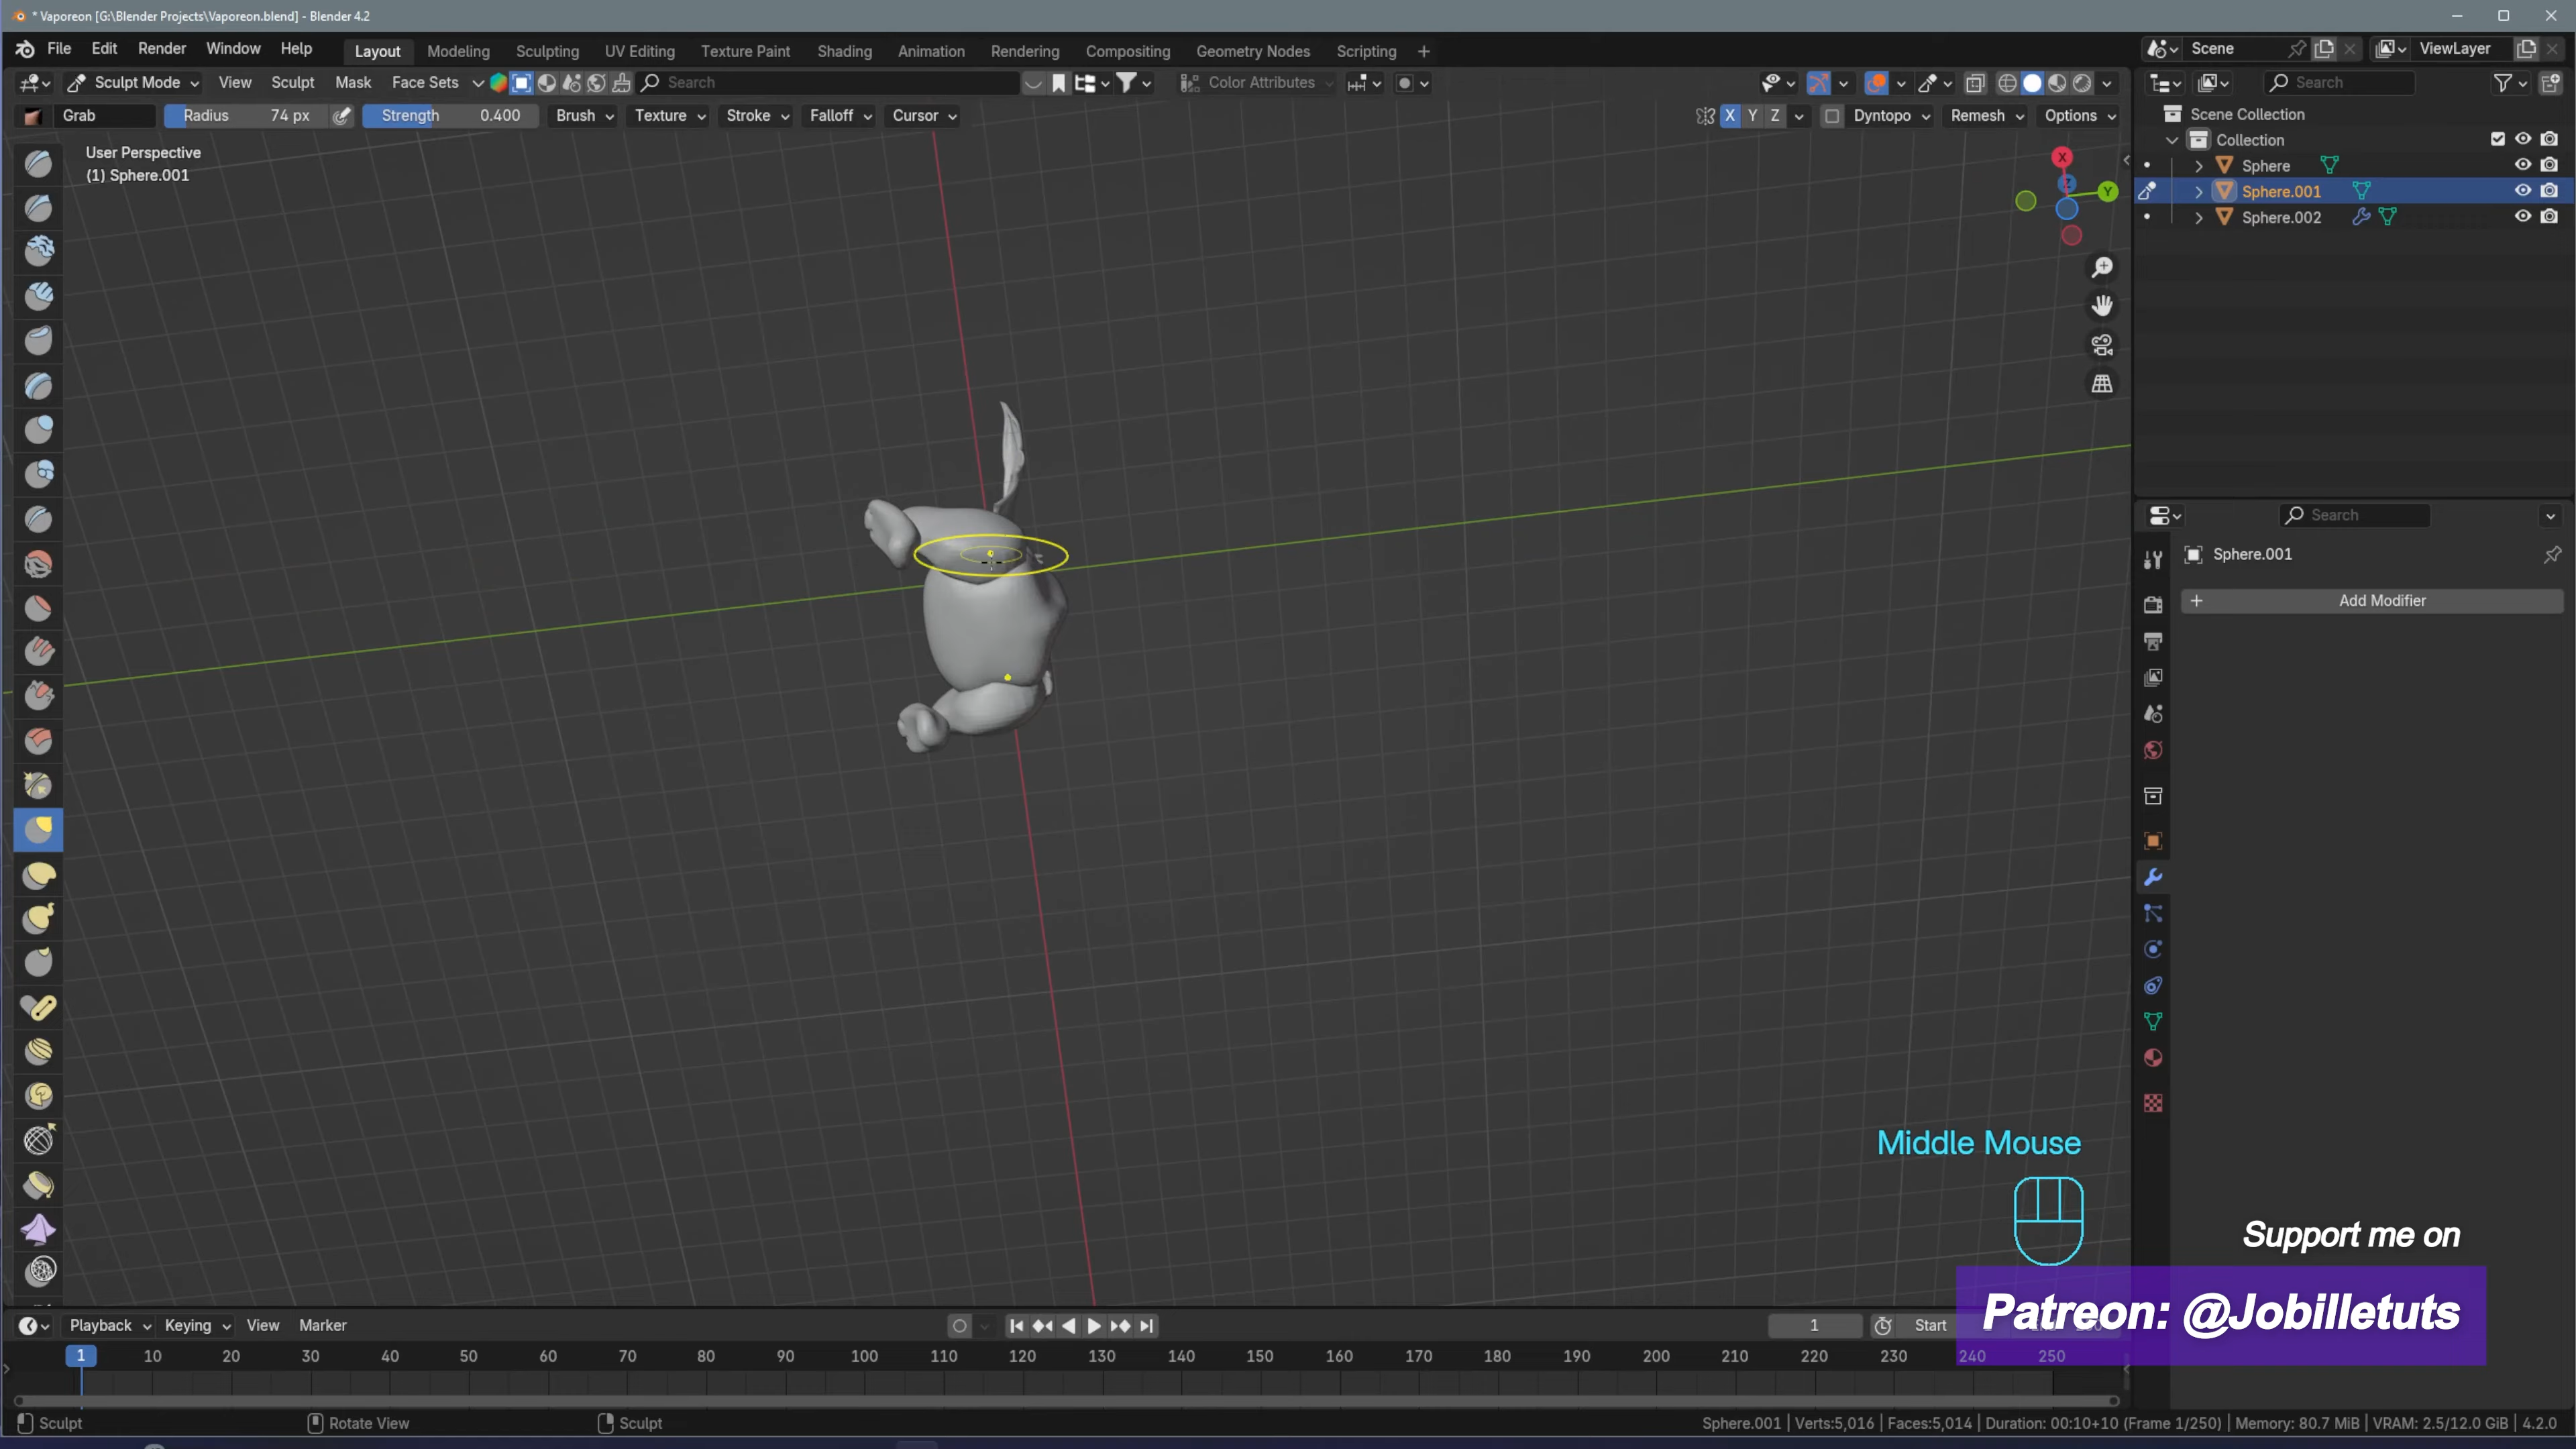 * Vaporeon [G:\Blender Projects\Vaporeon.blend] - Blender 4.2
File Edit Render Window Help Layout Modeling Sculpting UV Editing Texture Paint Shading Animation Rendering Compositing Geometry Nodes Scripting + Scene ViewLayer
Sculpt Mode View Sculpt Mask Face Sets Search Color Attributes Search
Grab Radius 74 px Strength 0.400 Brush Texture Stroke Falloff Cursor X Y Z Dyntopo Remesh Options
Scene Collection
Collection
Sphere
Sphere.001
Sphere.002
User Perspective
(1) Sphere.001
X
Y
Z
Search
Sphere.001
+ Add Modifier
Middle Mouse
Support me on
Patreon: @Jobilletuts
Playback Keying View Marker 1 Start
1 10 20 30 40 50 60 70 80 90 100 110 120 130 140 150 160 170 180 190 200 210 220 230 240 250
Sculpt Rotate View Sculpt Sphere.001 | Verts:5,016 | Faces:5,014 | Duration: 00:10+10 (Frame 1/250) | Memory: 80.7 MiB | VRAM: 2.5/12.0 GiB | 4.2.0